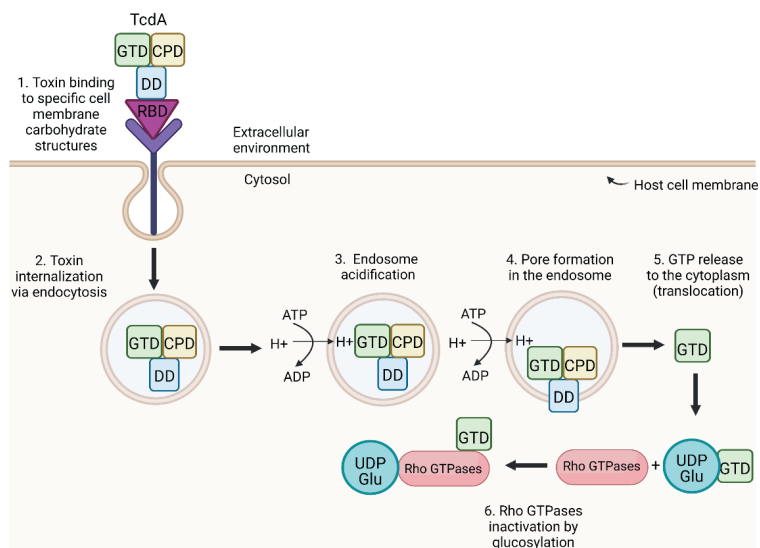 TcdA
GTD CPD
DD
RBD
1. Toxin binding
to specific cell
membrane
carbohydrate
structures
Extracellular
environment
Cytosol
Host cell membrane
2. Toxin
internalization
via endocytosis
GTD CPD
DD
3. Endosome
acidification
ATP
H+
H+
ADP
GTD CPD
DD
4. Pore formation
in the endosome
ATP
H+
H+
ADP
GTD CPD
DD
5. GTP release
to the cytoplasm
(translocation)
GTD
UDP
Glu
Rho GTPases
GTD
Rho GTPases
+
UDP
Glu
GTD
6. Rho GTPases
inactivation by
glucosylation